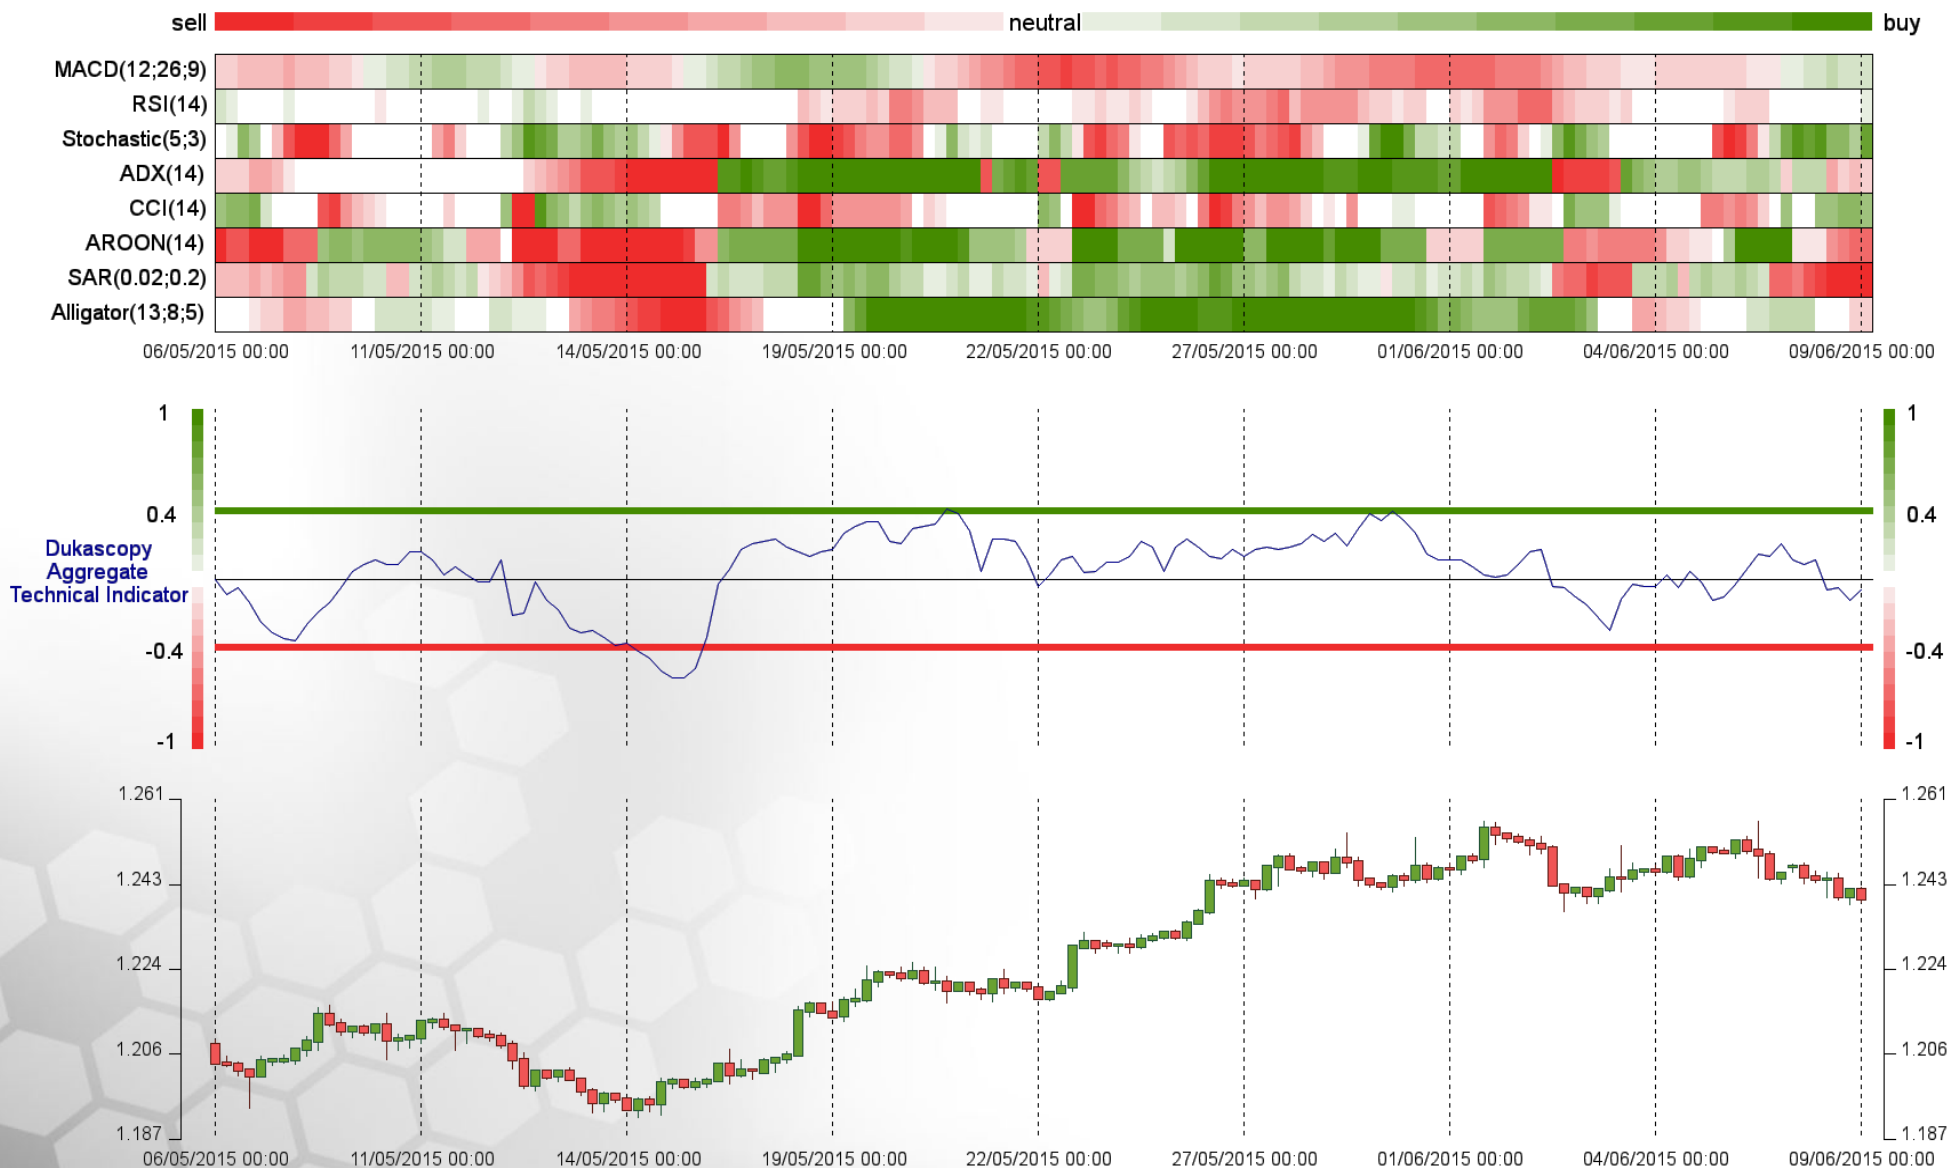 sell neutral buy
MACD(12;26;9)
RSI(14)
Stochastic(5;3)
ADX(14)
CCI(14)
AROON(14)
SAR(0.02;0.2)
Alligator(13;8;5)
06/05/2015 00:00 11/05/2015 00:00 14/05/2015 00:00 19/05/2015 00:00 22/05/2015 00:00 27/05/2015 00:00 01/06/2015 00:00 04/06/2015 00:00 09/06/2015 00:00
1 1
0.4 0.4
Dukascopy
Aggregate
Technical Indicator
-0.4 -0.4
-1 -1
1.261 1.261
1.243 1.243
1.224 1.224
1.206 1.206
1.187 1.187
06/05/2015 00:00 11/05/2015 00:00 14/05/2015 00:00 19/05/2015 00:00 22/05/2015 00:00 27/05/2015 00:00 01/06/2015 00:00 04/06/2015 00:00 09/06/2015 00:00